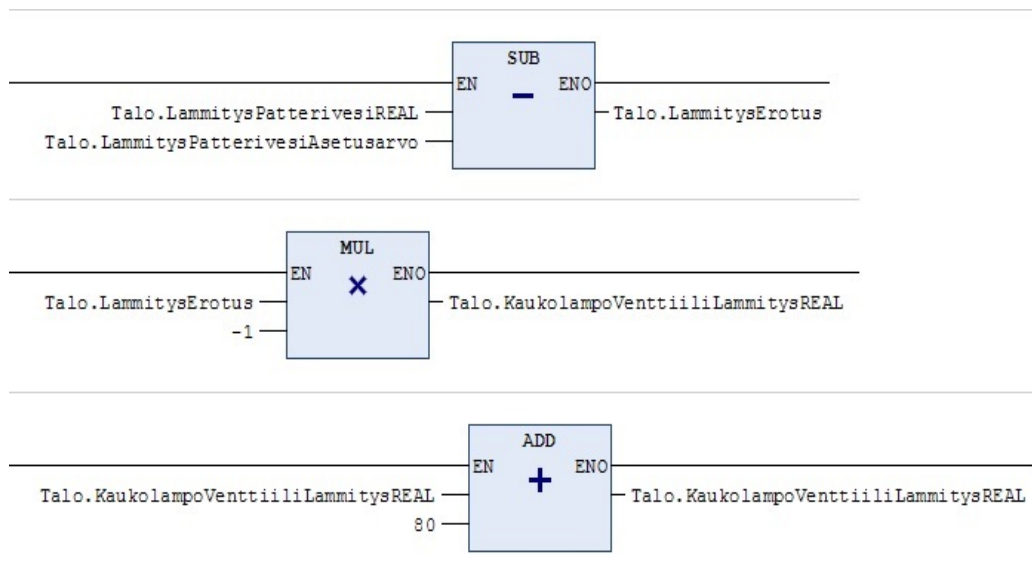 SUB
EN ENO
Talo.LammitysPatterivesiREAL Talo.LammitysErotus
Talo.LammitysPatterivesiAsetusarvo
MUL
EN ENO
Talo.LammitysErotus Talo.KaukolampoVenttiiliLammitysREAL
-1
ADD
EN ENO
Talo.KaukolampoVenttiiliLammitysREAL Talo.KaukolampoVenttiiliLammitysREAL
80